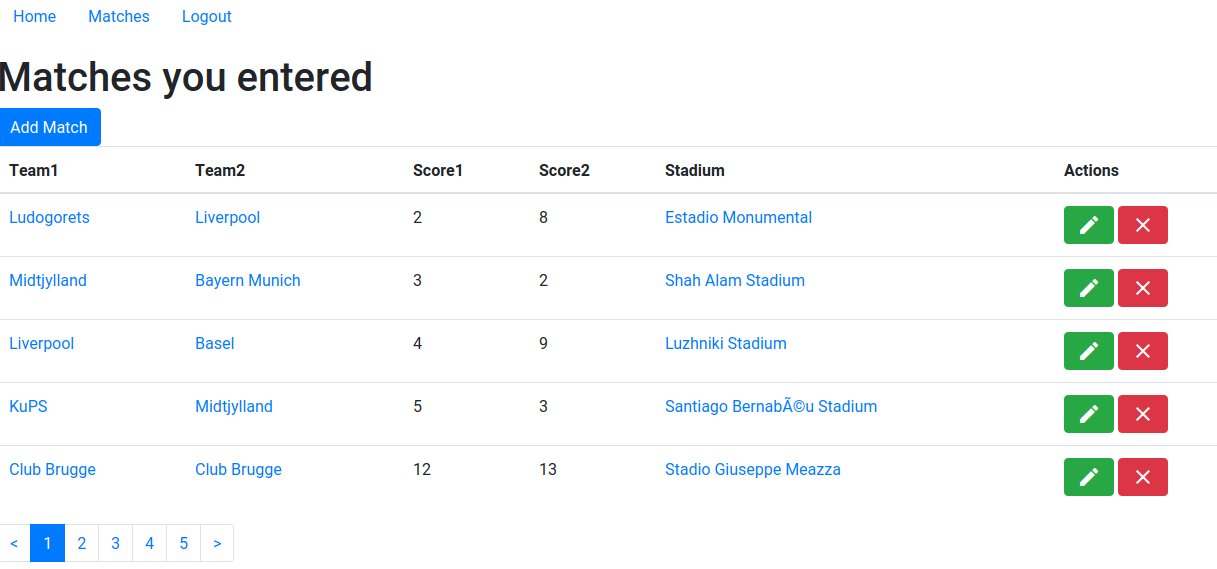 Home Matches Logout
Matches you entered
Add Match
Team1 Team2 Score1 Score2 Stadium Actions
Ludogorets Liverpool 2 8 Estadio Monumental
Midtjylland Bayern Munich 3 2 Shah Alam Stadium
Liverpool Basel 4 9 Luzhniki Stadium
KuPS Midtjylland 5 3 Santiago BernabÃ©u Stadium
Club Brugge Club Brugge 12 13 Stadio Giuseppe Meazza
< 1 2 3 4 5 >